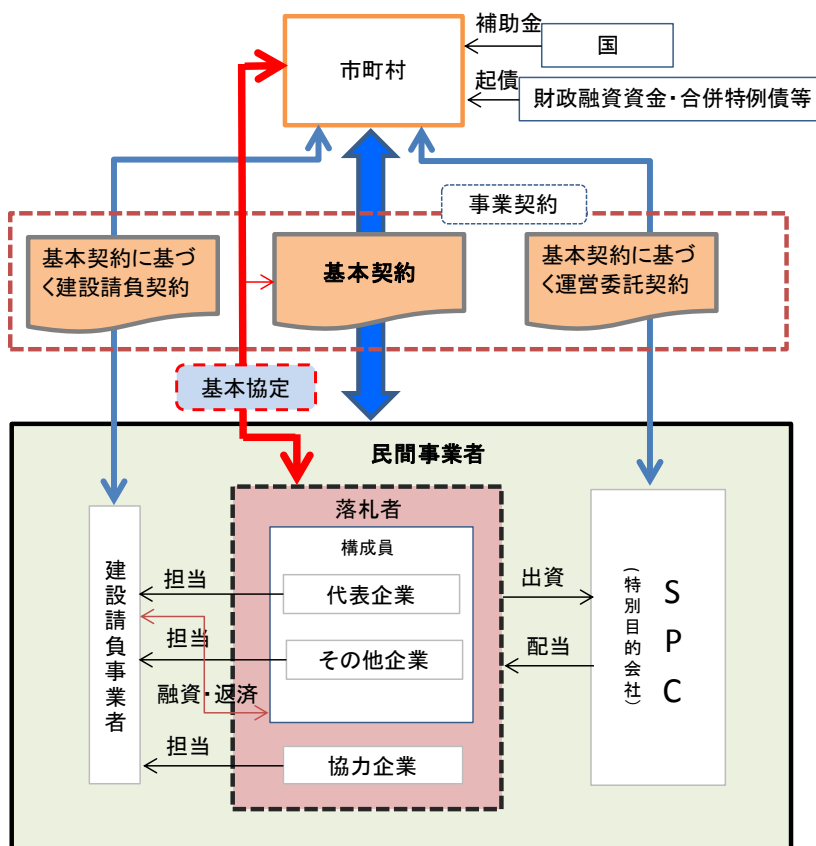 補助金
国
市町村
起債
財政融資資金・合併特例債等
事業契約
基本契約に基づ
く建設請負契約
基本契約
基本契約に基づ
く運営委託契約
基本協定
民間事業者
落札者
構成員
代表企業
その他企業
協力企業
担当
担当
融資・返済
担当
建設請負事業者
出資
配当
SPC
(特別目的会社)